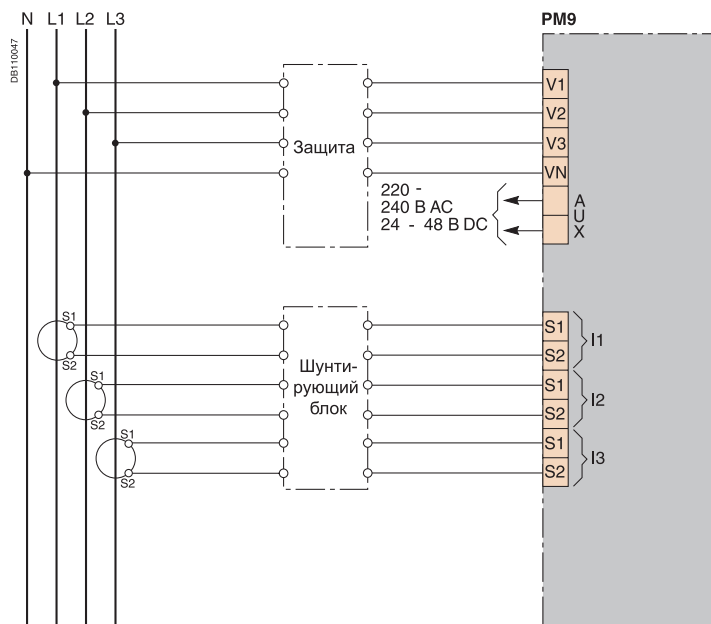 N L1 L2 L3
PM9
DB110047
V1
V2
Защита
V3
VN
220 -
240 В AC
24 - 48 В DC
A
U
X
S1
S2
S1
S2
S1
S2
Шунти-
рующий
блок
S1
S2
I1
S1
S2
I2
S1
S2
I3